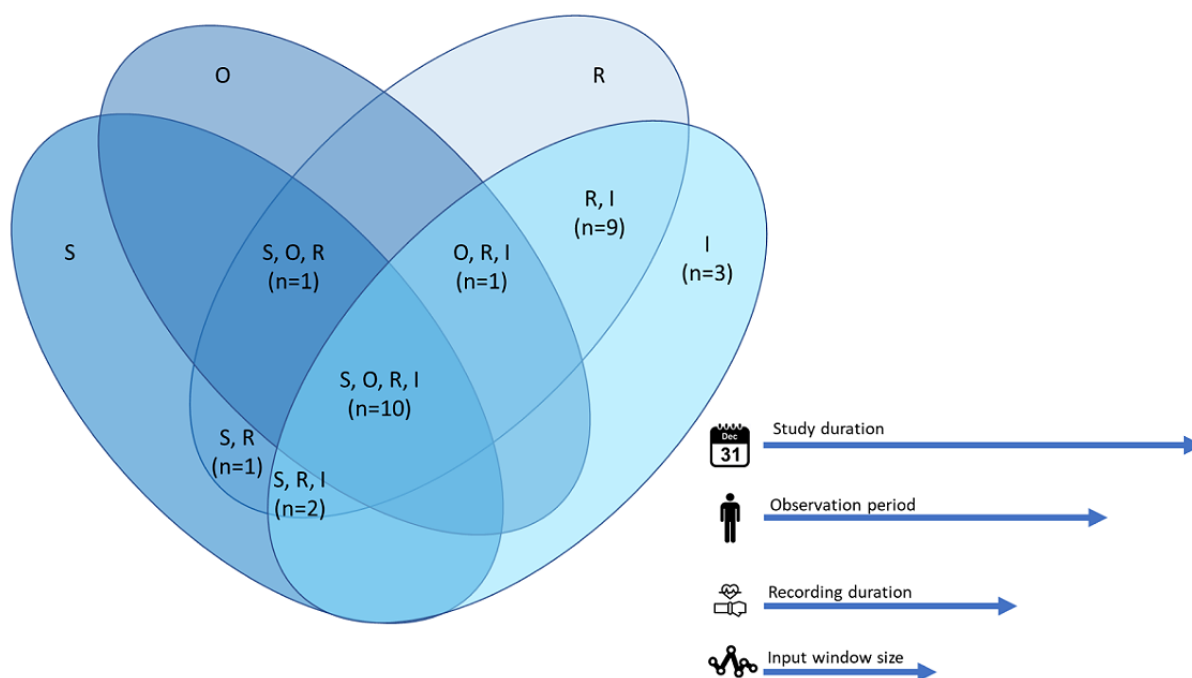 O
R
S
S, O, R
(n=1)
O, R, I
(n=1)
R, I
(n=9)
I
(n=3)
S, O, R, I
(n=10)
S, R
(n=1)
S, R, I
(n=2)
Dec
31
Study duration
Observation period
Recording duration
Input window size